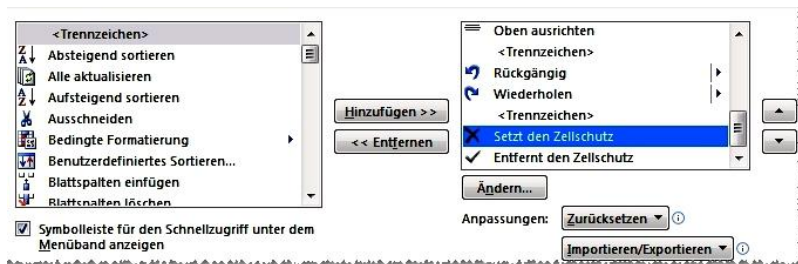 <Trennzeichen>
Absteigend sortieren
Alle aktualisieren
Aufsteigend sortieren
Ausschneiden
Bedingte Formatierung
Benutzerdefiniertes Sortieren...
Blattspalten einfügen
Blattspalten löschen
Symbolleiste für den Schnellzugriff unter dem
Menüband anzeigen
Hinzufügen >>
<< Entfernen
Oben ausrichten
<Trennzeichen>
Rückgängig
Wiederholen
<Trennzeichen>
Setzt den Zellschutz
Entfernt den Zellschutz
Ändern...
Anpassungen: Zurücksetzen
Importieren/Exportieren